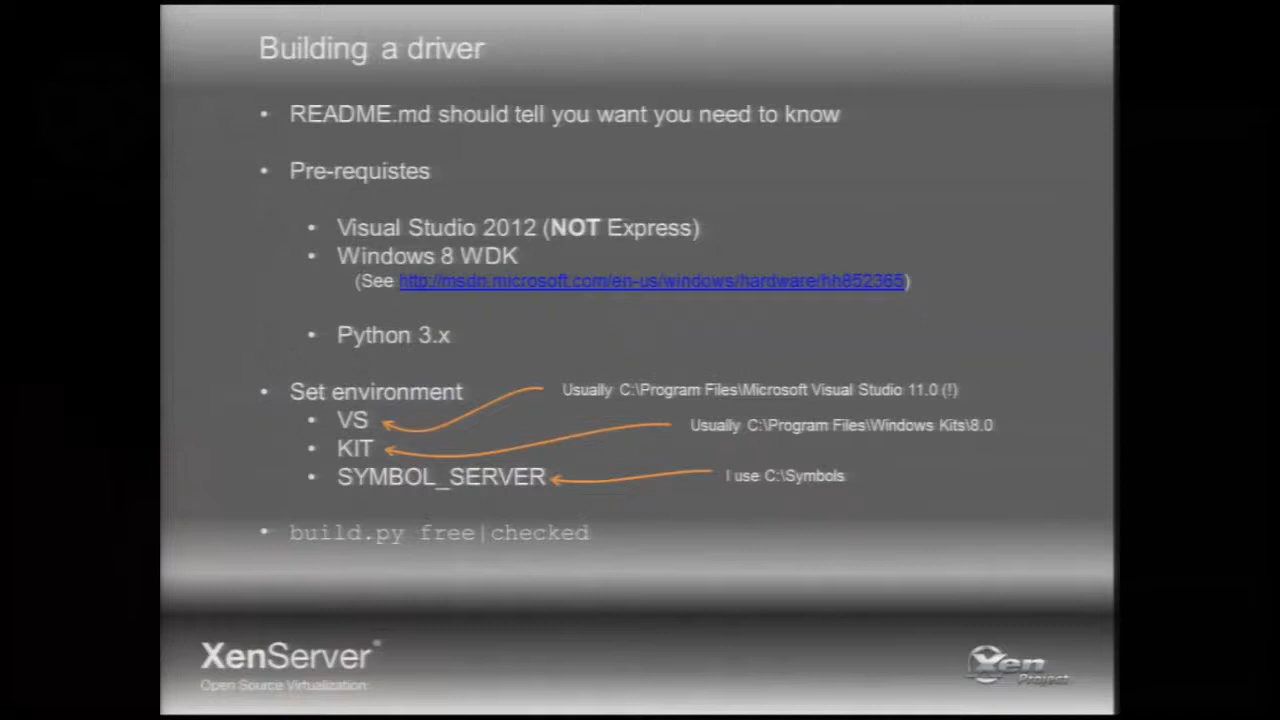 Building a driver
• README.md should tell you want you need to know
• Pre-requistes
• Visual Studio 2012 (NOT Express)
• Windows 8 WDK
(See http://msdn.microsoft.com/en-us/windows/hardware/hh852365)
• Python 3.x
• Set environment
Usually C:\Program Files\Microsoft Visual Studio 11.0 (!)
• VS
Usually C:\Program Files\Windows Kits\8.0
• KIT
• SYMBOL_SERVER
I use C:\Symbols
• build.py free|checked
XenServer
Open Source Virtualization
Xen
Project